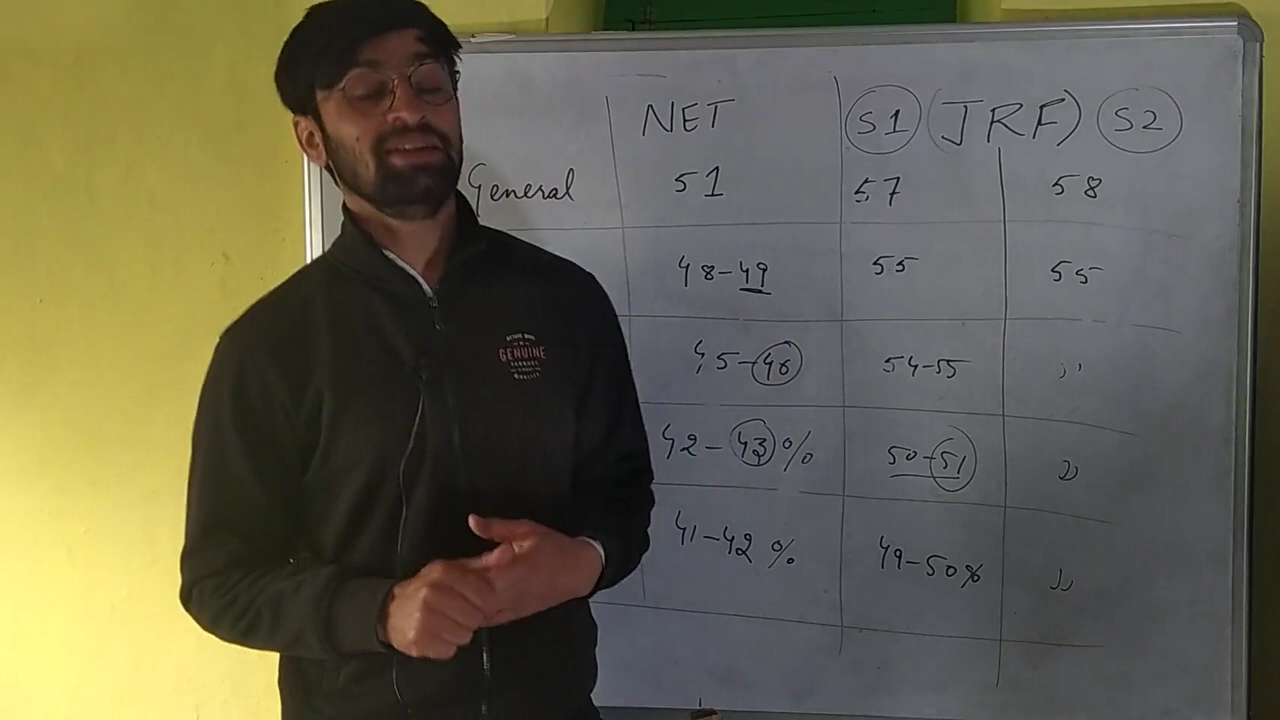 NET S1 (JRF) S2
General 51 57 58
48-49 55 55
45-46 54-55 ,,
42-43% 50-51 ,,
41-42% 49-50% ,,
GENUINE
QUALITY